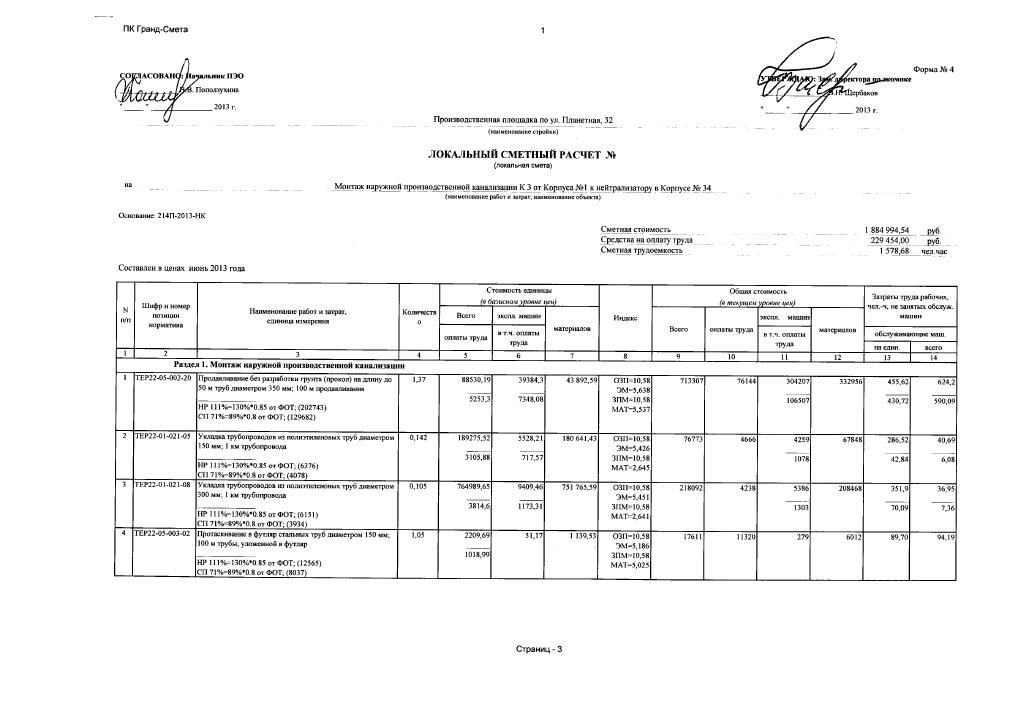 ПК Гранд-Смета
1
Форма № 4
СОГЛАСОВАНО: Начальник ПЭО
В. Поползухина
" " 2013 г.
УТВЕРЖДАЮ: Зам. директора по экономике
В.Н. Щербаков
" " 2013 г.
Производственная площадка по ул. Планетная, 32
(наименование стройки)
ЛОКАЛЬНЫЙ СМЕТНЫЙ РАСЧЕТ №
(локальная смета)
на Монтаж наружной производственной канализации К 3 от Корпуса №1 к нейтрализатору в Корпусе № 34
(наименование работ и затрат, наименование объекта)
Основание: 214П-2013-НК
Сметная стоимость 1 884 994,54 руб.
Средства на оплату труда 229 454,00 руб.
Сметная трудоемкость 1 578,68 чел.час
Составлен в ценах июнь 2013 года
N п/п
Шифр и номер позиции норматива
Наименование работ и затрат, единица измерения
Количество
Стоимость единицы
(в базисном уровне цен)
Всего
оплаты труда
экспл. машин
в т.ч. оплаты труда
материалов
Индекс
Общая стоимость
(в текущем уровне цен)
Всего
оплаты труда
экспл. машин
в т.ч. оплаты труда
материалов
Затраты труда рабочих, чел.-ч, не занятых обслуж. машин
обслуживающие маш.
на един. всего
1 2 3 4 5 6 7 8 9 10 11 12 13 14
Раздел 1. Монтаж наружной производственной канализации
1 ТЕР22-05-002-20 Продавливание без разработки грунта (прокол) на длину до 1,37 88530,19 39384,3 43 892,59 ОЗП=10,58 713307 76144 304207 332956 455,62 624,2
50 м труб диаметром 350 мм; 100 м продавливания ЭМ=5,638
5253,3 7348,08 ЗПМ=10,58 106507 430,72 590,09
НР 111%=130%*0.85 от ФОТ; (202743) МАТ=5,537
СП 71%=89%*0.8 от ФОТ; (129682)
2 ТЕР22-01-021-05 Укладка трубопроводов из полиэтиленовых труб диаметром 0,142 189275,52 5528,21 180 641,43 ОЗП=10,58 76773 4666 4259 67848 286,52 40,69
150 мм; 1 км трубопровода ЭМ=5,426
3105,88 717,57 ЗПМ=10,58 1078 42,84 6,08
НР 111%=130%*0.85 от ФОТ; (6376) МАТ=2,645
СП 71%=89%*0.8 от ФОТ; (4078)
3 ТЕР22-01-021-08 Укладка трубопроводов из полиэтиленовых труб диаметром 0,105 764989,65 9409,46 751 765,59 ОЗП=10,58 218092 4238 5386 208468 351,9 36,95
300 мм; 1 км трубопровода ЭМ=5,451
3814,6 1173,31 ЗПМ=10,58 1303 70,09 7,36
НР 111%=130%*0.85 от ФОТ; (6151) МАТ=2,641
СП 71%=89%*0.8 от ФОТ; (3934)
4 ТЕР22-05-003-02 Протаскивание в футляр стальных труб диаметром 150 мм; 1,05 2209,69 51,17 1 139,53 ОЗП=10,58 17611 11320 279 6012 89,70 94,19
100 м трубы, уложенной в футляр ЭМ=5,186
1018,99 ЗПМ=10,58
НР 111%=130%*0.85 от ФОТ; (12565) МАТ=5,025
СП 71%=89%*0.8 от ФОТ; (8037)
Страниц - 3